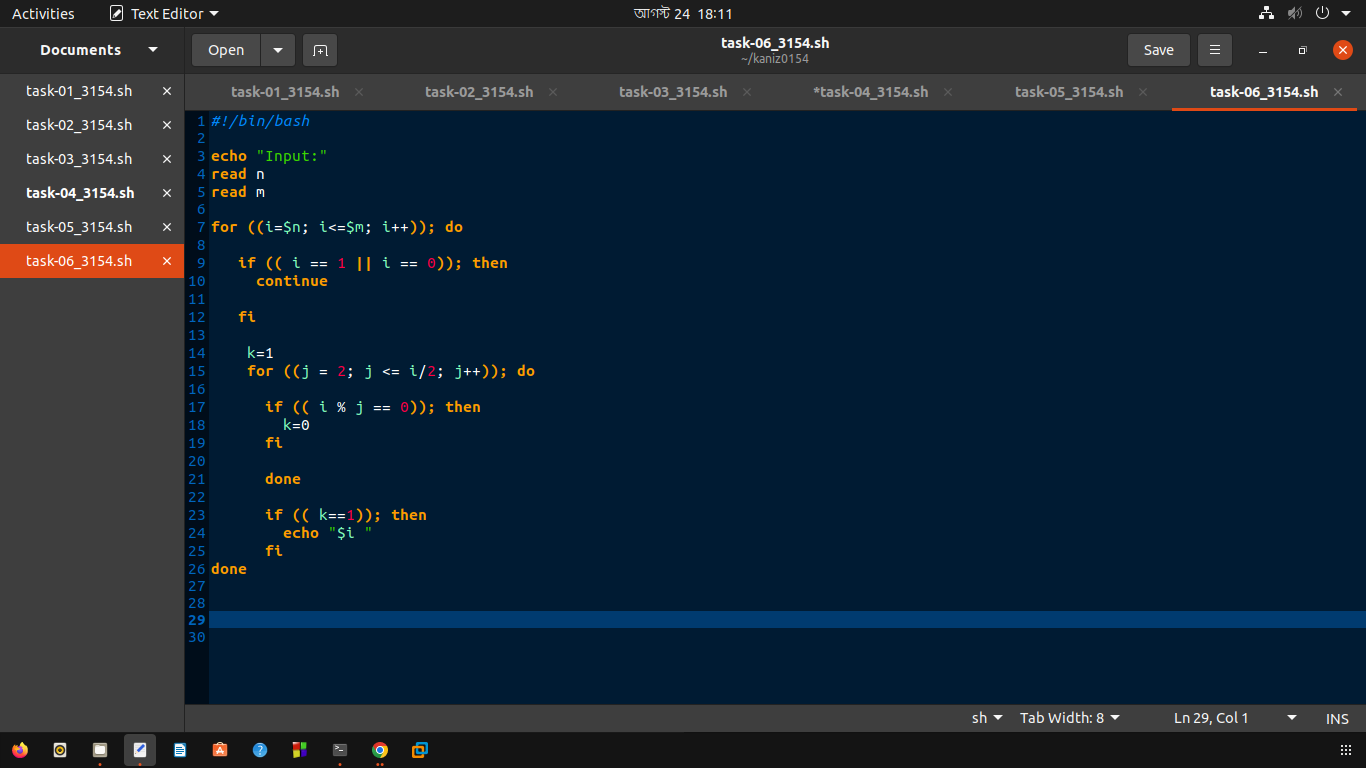 Activities Text Editor আগস্ট 24 18:11
Documents Open task-06_3154.sh Save
~/kaniz0154
task-01_3154.sh task-02_3154.sh task-03_3154.sh *task-04_3154.sh task-05_3154.sh task-06_3154.sh
task-01_3154.sh
task-02_3154.sh
task-03_3154.sh
task-04_3154.sh
task-05_3154.sh
task-06_3154.sh
1 #!/bin/bash
2
3 echo "Input:"
4 read n
5 read m
6
7 for ((i=$n; i<=$m; i++)); do
8
9    if (( i == 1 || i == 0)); then
10      continue
11
12    fi
13
14     k=1
15     for ((j = 2; j <= i/2; j++)); do
16
17       if (( i % j == 0)); then
18         k=0
19       fi
20
21       done
22
23       if (( k==1)); then
24         echo "$i "
25       fi
26 done
27
28
29
30
sh Tab Width: 8 Ln 29, Col 1 INS